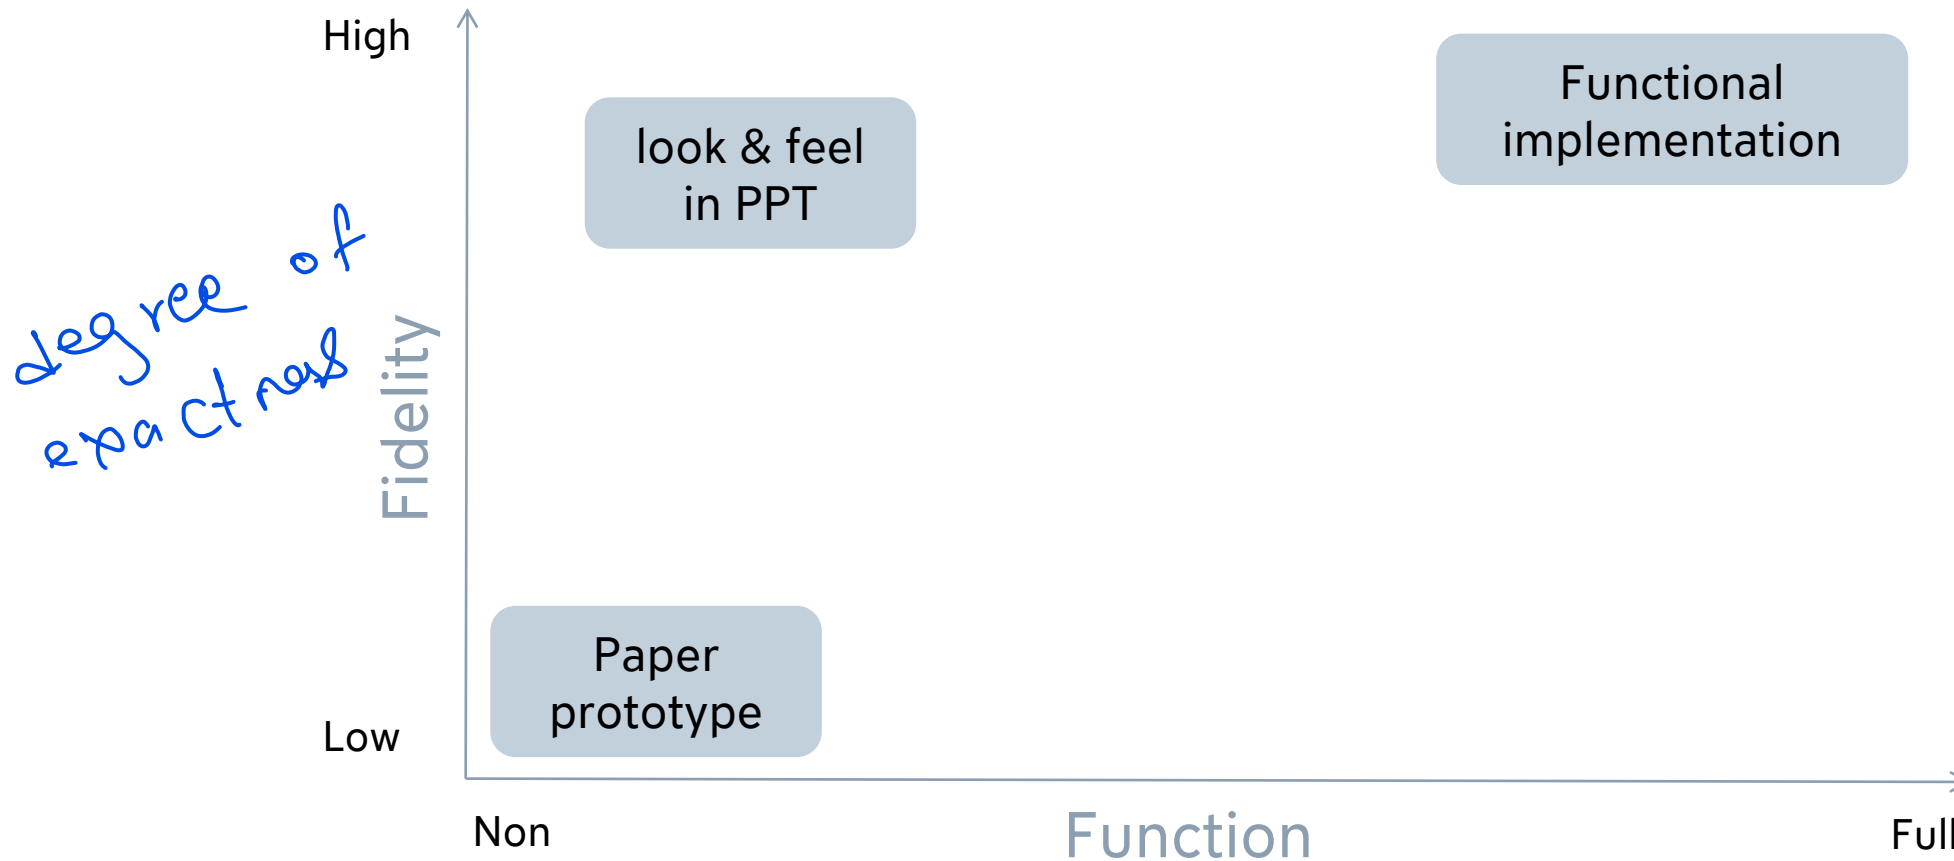 High
Functional
implementation
look & feel
in PPT
degree of
exactness
Fidelity
Paper
prototype
Low
Non
Function
Full